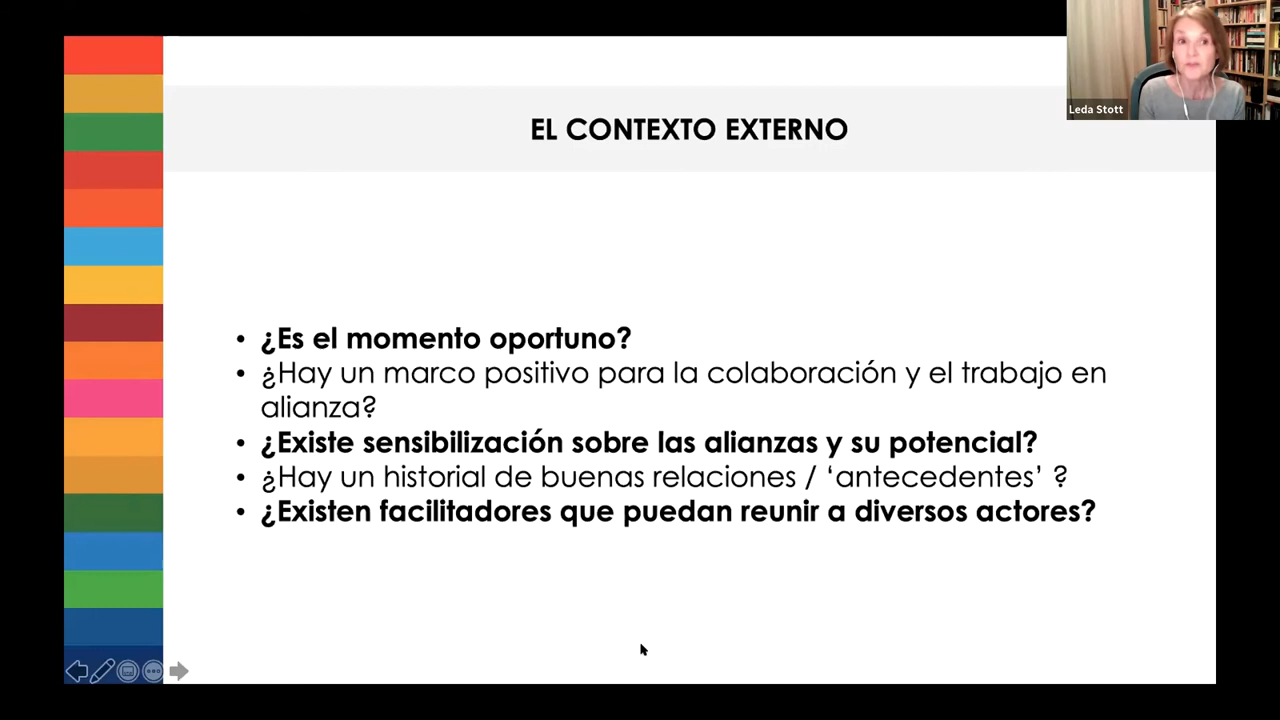 Leda Stott
EL CONTEXTO EXTERNO
• ¿Es el momento oportuno?
• ¿Hay un marco positivo para la colaboración y el trabajo en
alianza?
• ¿Existe sensibilización sobre las alianzas y su potencial?
• ¿Hay un historial de buenas relaciones / ‘antecedentes’ ?
• ¿Existen facilitadores que puedan reunir a diversos actores?